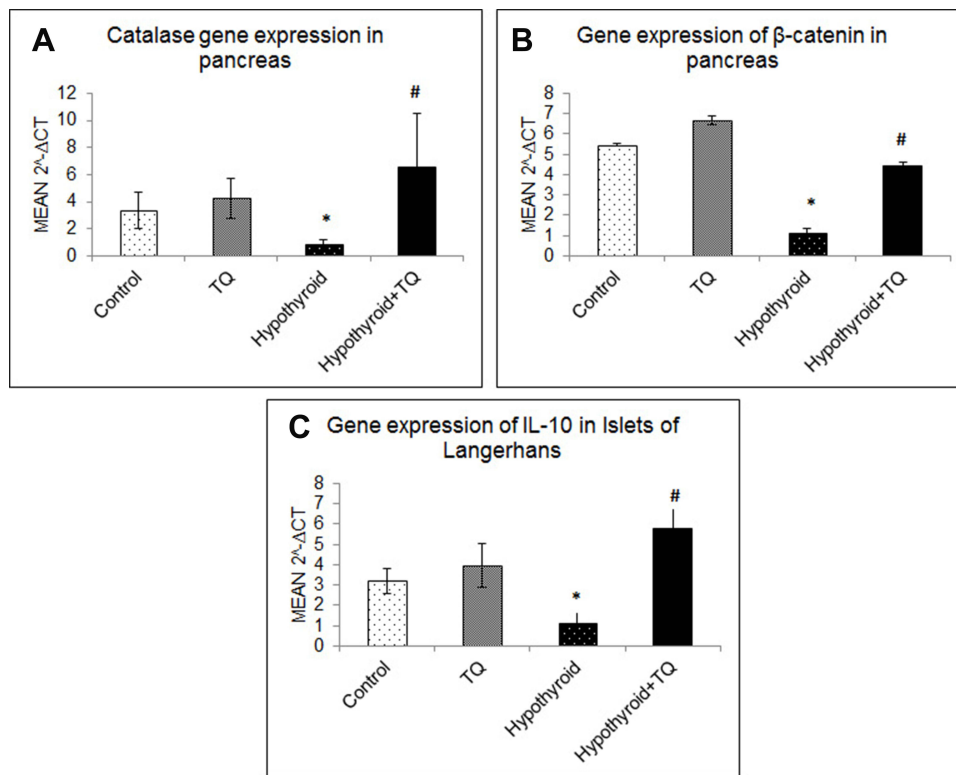 A
Catalase gene expression in
pancreas
MEAN 2^-ΔCT
12
10
8
6
4
2
0
*
#
Control
TQ
Hypothyroid
Hypothyroid+TQ
B
Gene expression of β-catenin in
pancreas
MEAN 2^-ΔCT
8
7
6
5
4
3
2
1
0
*
#
Control
TQ
Hypothyroid
Hypothyroid+TQ
C
Gene expression of IL-10 in Islets of
Langerhans
MEAN 2^-ΔCT
8
7
6
5
4
3
2
1
0
*
#
Control
TQ
Hypothyroid
Hypothyroid+TQ